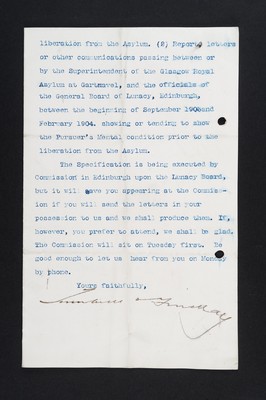 liberation from the Asylum. (2) Reports letters
or other communications passing between or
by the Superintendent of the Glasgow Royal
Asylum at Gartnavel, and the officials of
the General Board of Lunacy, Edinburgh,
between the beginning of September and
February 1904. showing or tending to show
the Pursuer's Mental condition prior to the
liberation from the Asylum.
The Specification is being executed by
Commission in Edinburgh upon the Lunacy Board,
but it will save you appearing at the Commiss-
ion if you will send the letters in your
possession to us and we shall produce them. If,
however, you prefer to attend, we shall be glad.
The Commission will sit on Tuesday first. Be
good enough to let us hear from you on Monday
by phone.
Yours faithfully,